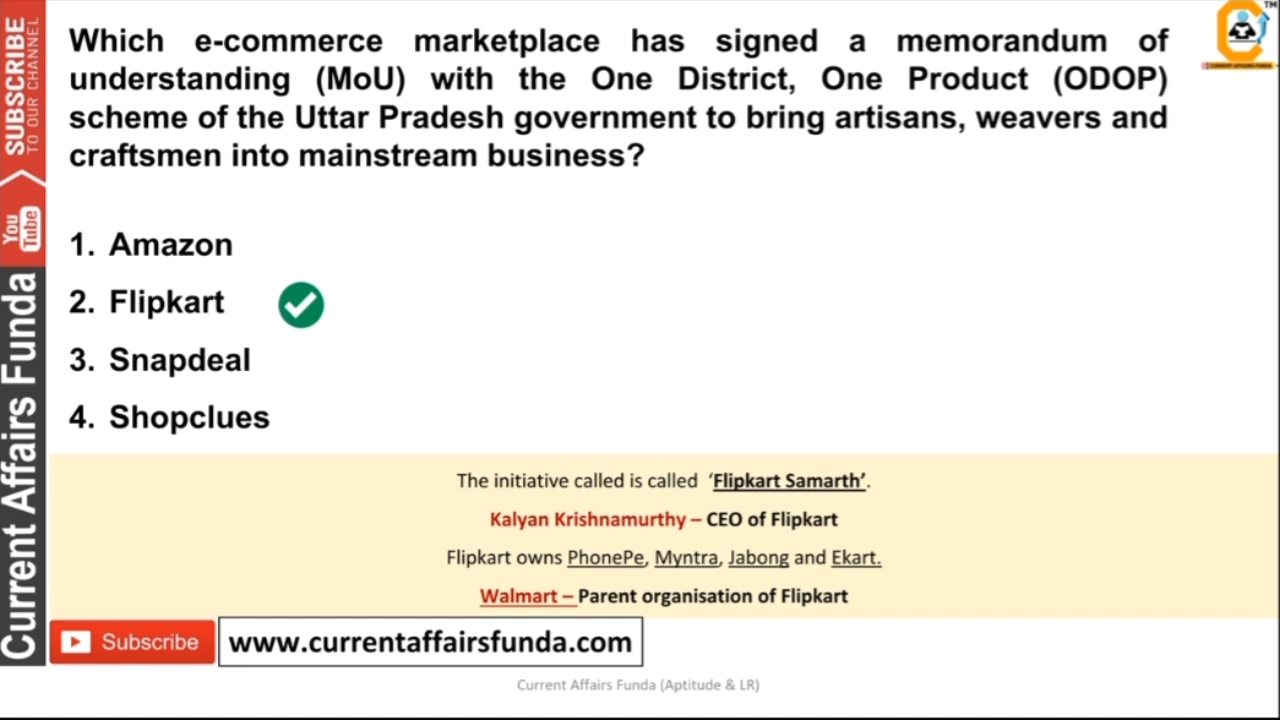 Which e-commerce marketplace has signed a memorandum of
understanding (MoU) with the One District, One Product (ODOP)
scheme of the Uttar Pradesh government to bring artisans, weavers and
craftsmen into mainstream business?
1. Amazon
2. Flipkart
3. Snapdeal
4. Shopclues
The initiative called is called ‘Flipkart Samarth’.
Kalyan Krishnamurthy – CEO of Flipkart
Flipkart owns PhonePe, Myntra, Jabong and Ekart.
Walmart – Parent organisation of Flipkart
Subscribe
www.currentaffairsfunda.com
Current Affairs Funda (Aptitude & LR)
SUBSCRIBE
TO OUR CHANNEL
You
Tube
Current Affairs Funda
TM
CURRENT AFFAIRS FUNDA